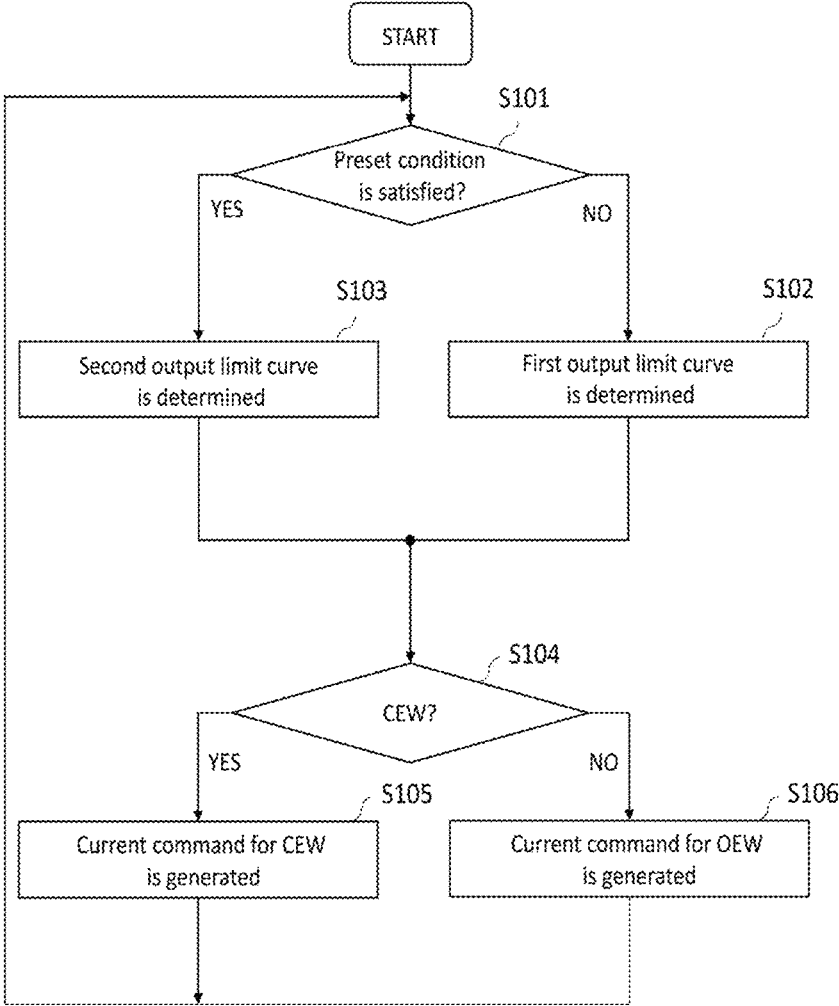 START
S101
Preset condition
is satisfied?
YES
NO
S103
S102
Second output limit curve
is determined
First output limit curve
is determined
S104
CEW?
YES
NO
S105
S106
Current command for CEW
is generated
Current command for OEW
is generated